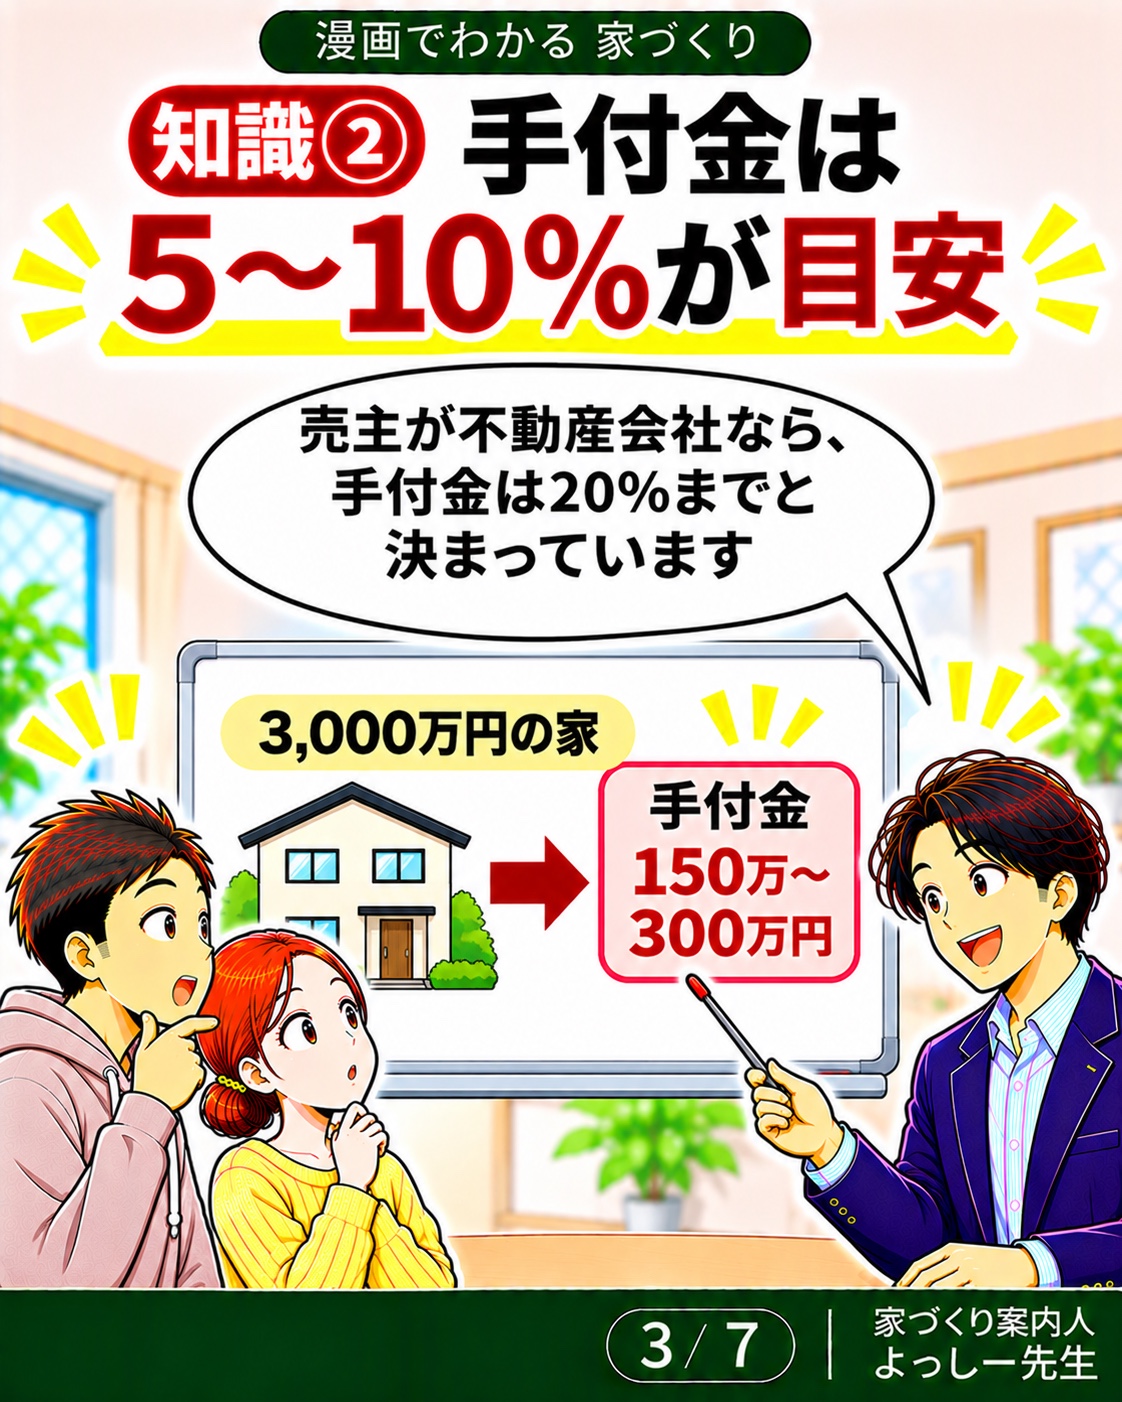 漫画でわかる 家づくり
知識② 手付金は
5～10%が目安
売主が不動産会社なら、
手付金は20%までと
決まっています
3,000万円の家
手付金
150万～
300万円
3/7
家づくり案内人
よっしー先生